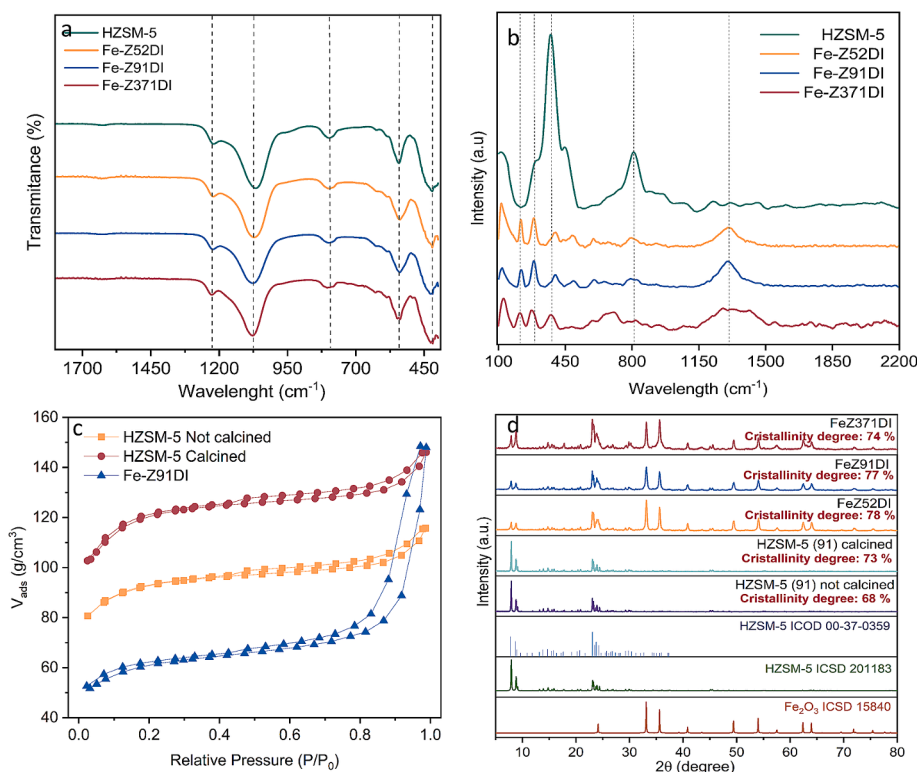 a
HZSM-5
Fe-Z52DI
Fe-Z91DI
Fe-Z371DI
Transmitance (%)
1700 1450 1200 950 700 450
Wavelenght (cm-1)
b
HZSM-5
Fe-Z52DI
Fe-Z91DI
Fe-Z371DI
Intensity (a.u)
100 450 800 1150 1500 1850 2200
Wavelength (cm-1)
c
HZSM-5 Not calcined
HZSM-5 Calcined
Fe-Z91DI
Vads (g/cm3)
160
140
120
100
80
60
40
0.0 0.2 0.4 0.6 0.8 1.0
Relative Pressure (P/P0)
d
FeZ371DI
Cristallinity degree: 74 %
FeZ91DI
Cristallinity degree: 77 %
FeZ52DI
Cristallinity degree: 78 %
HZSM-5 (91) calcined
Cristallinity degree: 73 %
HZSM-5 (91) not calcined
Cristallinity degree: 68 %
HZSM-5 ICOD 00-37-0359
HZSM-5 ICSD 201183
Fe2O3 ICSD 15840
Intensity (a.u.)
10 20 30 40 50 60 70 80
2θ (degree)